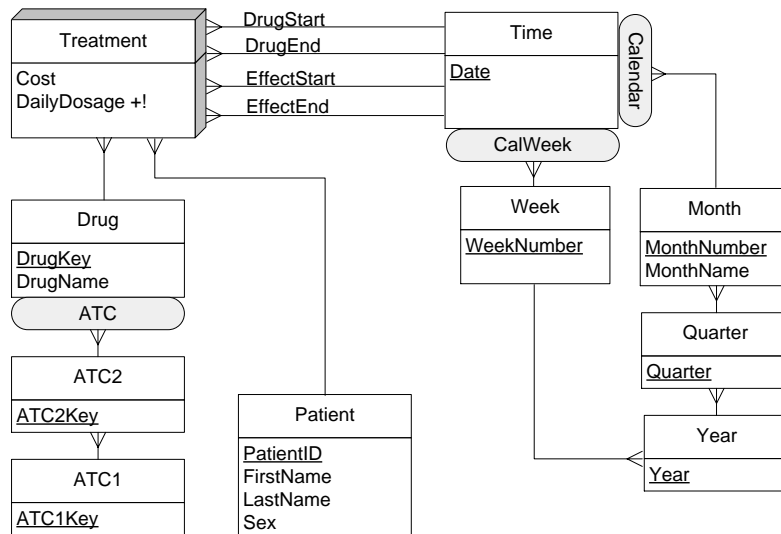 Treatment
Cost
DailyDosage +!
DrugStart
DrugEnd
EffectStart
EffectEnd
Time
Date
Calendar
CalWeek
Week
WeekNumber
Month
MonthNumber
MonthName
Quarter
Quarter
Year
Year
Drug
DrugKey
DrugName
ATC
ATC2
ATC2Key
ATC1
ATC1Key
Patient
PatientID
FirstName
LastName
Sex